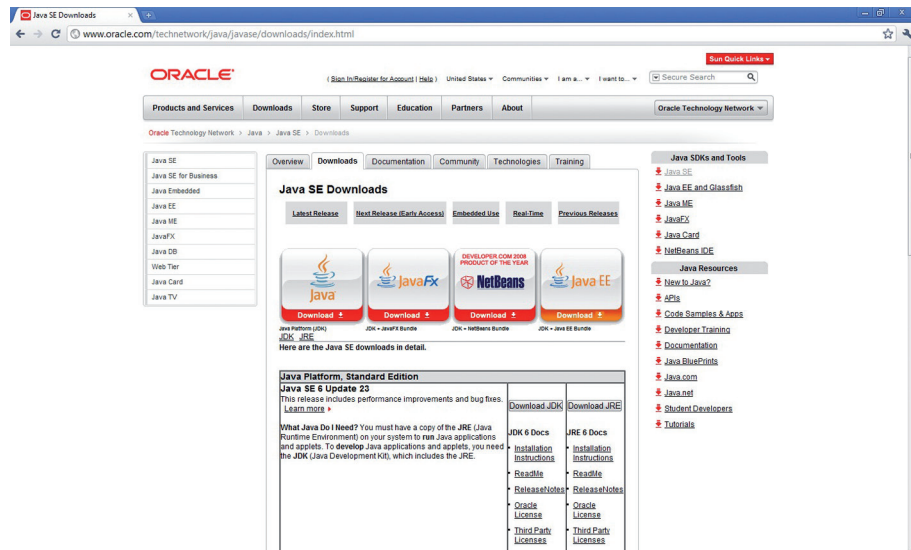 Java SE Downloads
www.oracle.com/technetwork/java/javase/downloads/index.html
Sun Quick Links
ORACLE
(Sign In/Register for Account | Help) United States Communities I am a... I want to... Secure Search
Products and Services Downloads Store Support Education Partners About Oracle Technology Network
Oracle Technology Network > Java > Java SE > Downloads
Java SE
Java SE for Business
Java Embedded
Java EE
Java ME
JavaFX
Java DB
Web Tier
Java Card
Java TV
Overview Downloads Documentation Community Technologies Training
Java SE Downloads
Latest Release Next Release (Early Access) Embedded Use Real-Time Previous Releases
Java
Download
JavaFX
Download
DEVELOPER.COM 2008
PRODUCT OF THE YEAR
NetBeans
Download
Java EE
Download
Java Platform (JDK) JDK + JavaFX Bundle JDK + NetBeans Bundle JDK + Java EE Bundle
JDK JRE
Here are the Java SE downloads in detail.
Java Platform, Standard Edition
Java SE 6 Update 23
This release includes performance improvements and bug fixes.
Learn more
What Java Do I Need? You must have a copy of the JRE (Java
Runtime Environment) on your system to run Java applications
and applets. To develop Java applications and applets, you need
the JDK (Java Development Kit), which includes the JRE.
Download JDK
JDK 6 Docs
Installation
Instructions
ReadMe
ReleaseNotes
Oracle
License
Third Party
Licenses
Download JRE
JRE 6 Docs
Installation
Instructions
ReadMe
ReleaseNotes
Oracle
License
Third Party
Licenses
Java SDKs and Tools
Java SE
Java EE and Glassfish
Java ME
JavaFX
Java Card
NetBeans IDE
Java Resources
New to Java?
APIs
Code Samples & Apps
Developer Training
Documentation
Java BluePrints
Java.com
Java.net
Student Developers
Tutorials